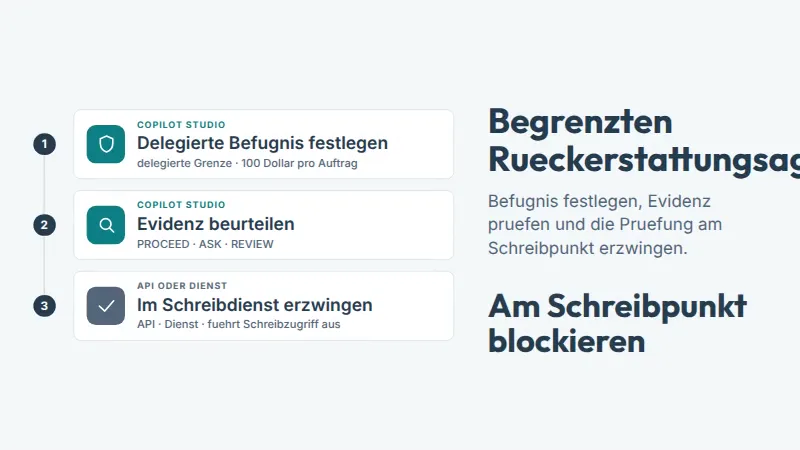 1
COPILOT STUDIO
Delegierte Befugnis festlegen
delegierte Grenze · 100 Dollar pro Auftrag
2
COPILOT STUDIO
Evidenz beurteilen
PROCEED · ASK · REVIEW
3
API ODER DIENST
Im Schreibdienst erzwingen
API · Dienst · fuehrt Schreibzugriff aus
Begrenzten
Rueckerstattungsag
Befugnis festlegen, Evidenz
pruefen und die Pruefung am
Schreibpunkt erzwingen.
Am Schreibpunkt
blockieren